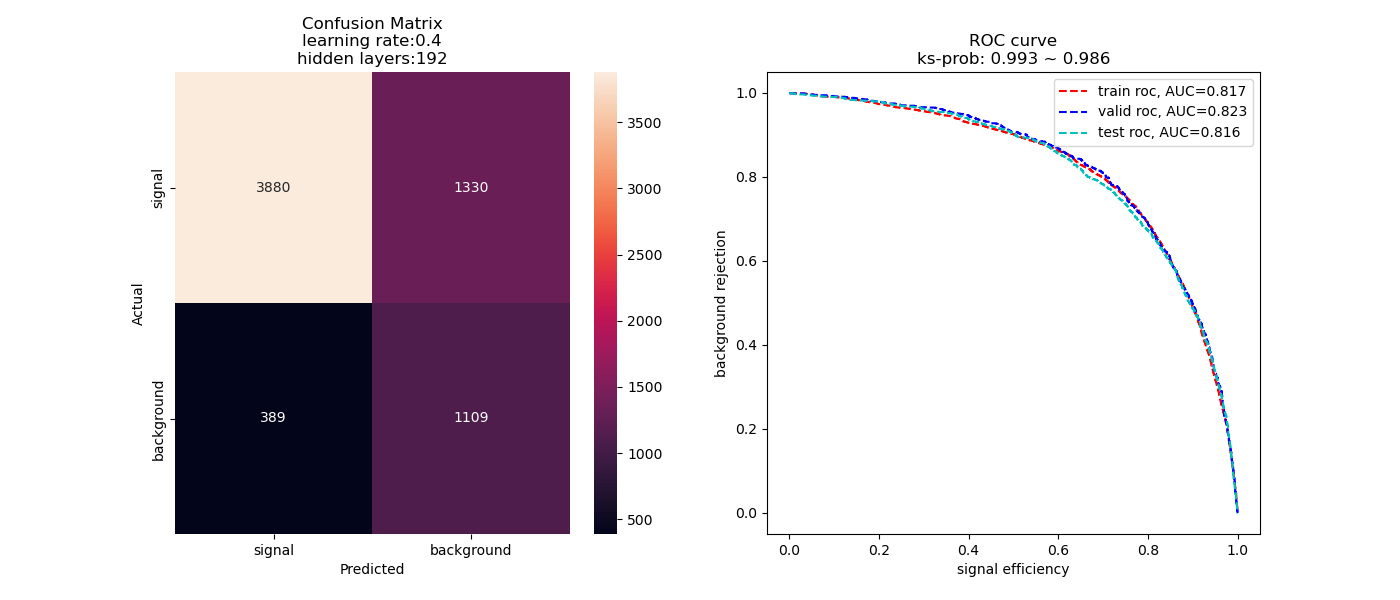 Confusion Matrix
learning rate:0.4
hidden layers:192
signal
background
Actual
3880
1330
389
1109
signal
background
Predicted
3500
3000
2500
2000
1500
1000
500
ROC curve
ks-prob: 0.993 ~ 0.986
train roc, AUC=0.817
valid roc, AUC=0.823
test roc, AUC=0.816
background rejection
1.0
0.8
0.6
0.4
0.2
0.0
0.0
0.2
0.4
0.6
0.8
1.0
signal efficiency